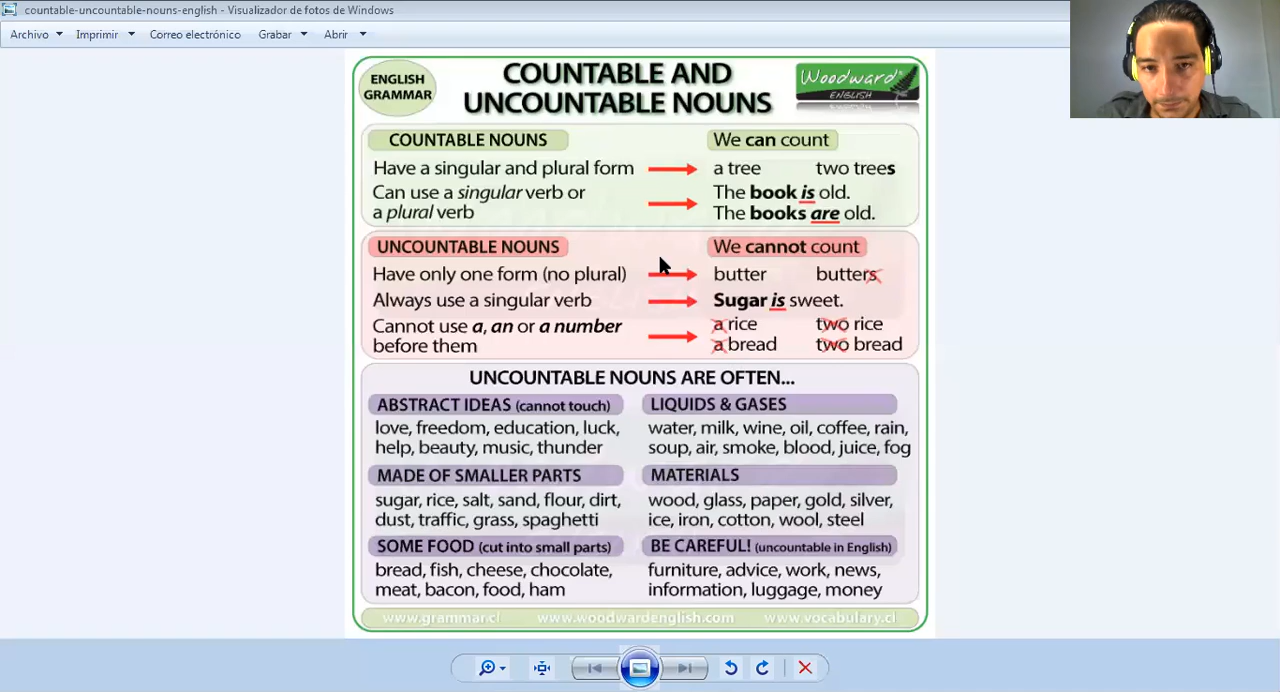 countable-uncountable-nouns-english - Visualizador de fotos de Windows
Archivo Imprimir Correo electrónico Grabar Abrir
ENGLISH GRAMMAR
COUNTABLE AND
UNCOUNTABLE NOUNS
Woodward®
ENGLISH
COUNTABLE NOUNS We can count
Have a singular and plural form a tree two trees
Can use a singular verb or The book is old.
a plural verb The books are old.
UNCOUNTABLE NOUNS We cannot count
Have only one form (no plural) butter butters
Always use a singular verb Sugar is sweet.
Cannot use a, an or a number a rice two rice
before them a bread two bread
UNCOUNTABLE NOUNS ARE OFTEN...
ABSTRACT IDEAS (cannot touch)
love, freedom, education, luck,
help, beauty, music, thunder
LIQUIDS & GASES
water, milk, wine, oil, coffee, rain,
soup, air, smoke, blood, juice, fog
MADE OF SMALLER PARTS
sugar, rice, salt, sand, flour, dirt,
dust, traffic, grass, spaghetti
MATERIALS
wood, glass, paper, gold, silver,
ice, iron, cotton, wool, steel
SOME FOOD (cut into small parts)
bread, fish, cheese, chocolate,
meat, bacon, food, ham
BE CAREFUL! (uncountable in English)
furniture, advice, work, news,
information, luggage, money
www.grammar.cl www.woodwardenglish.com www.vocabulary.cl